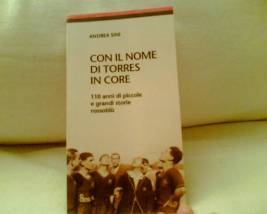 ANDREA SINI
CON IL NOME
DI TORRES
IN CORE
110 anni di piccole
e grandi storie
rossoblù